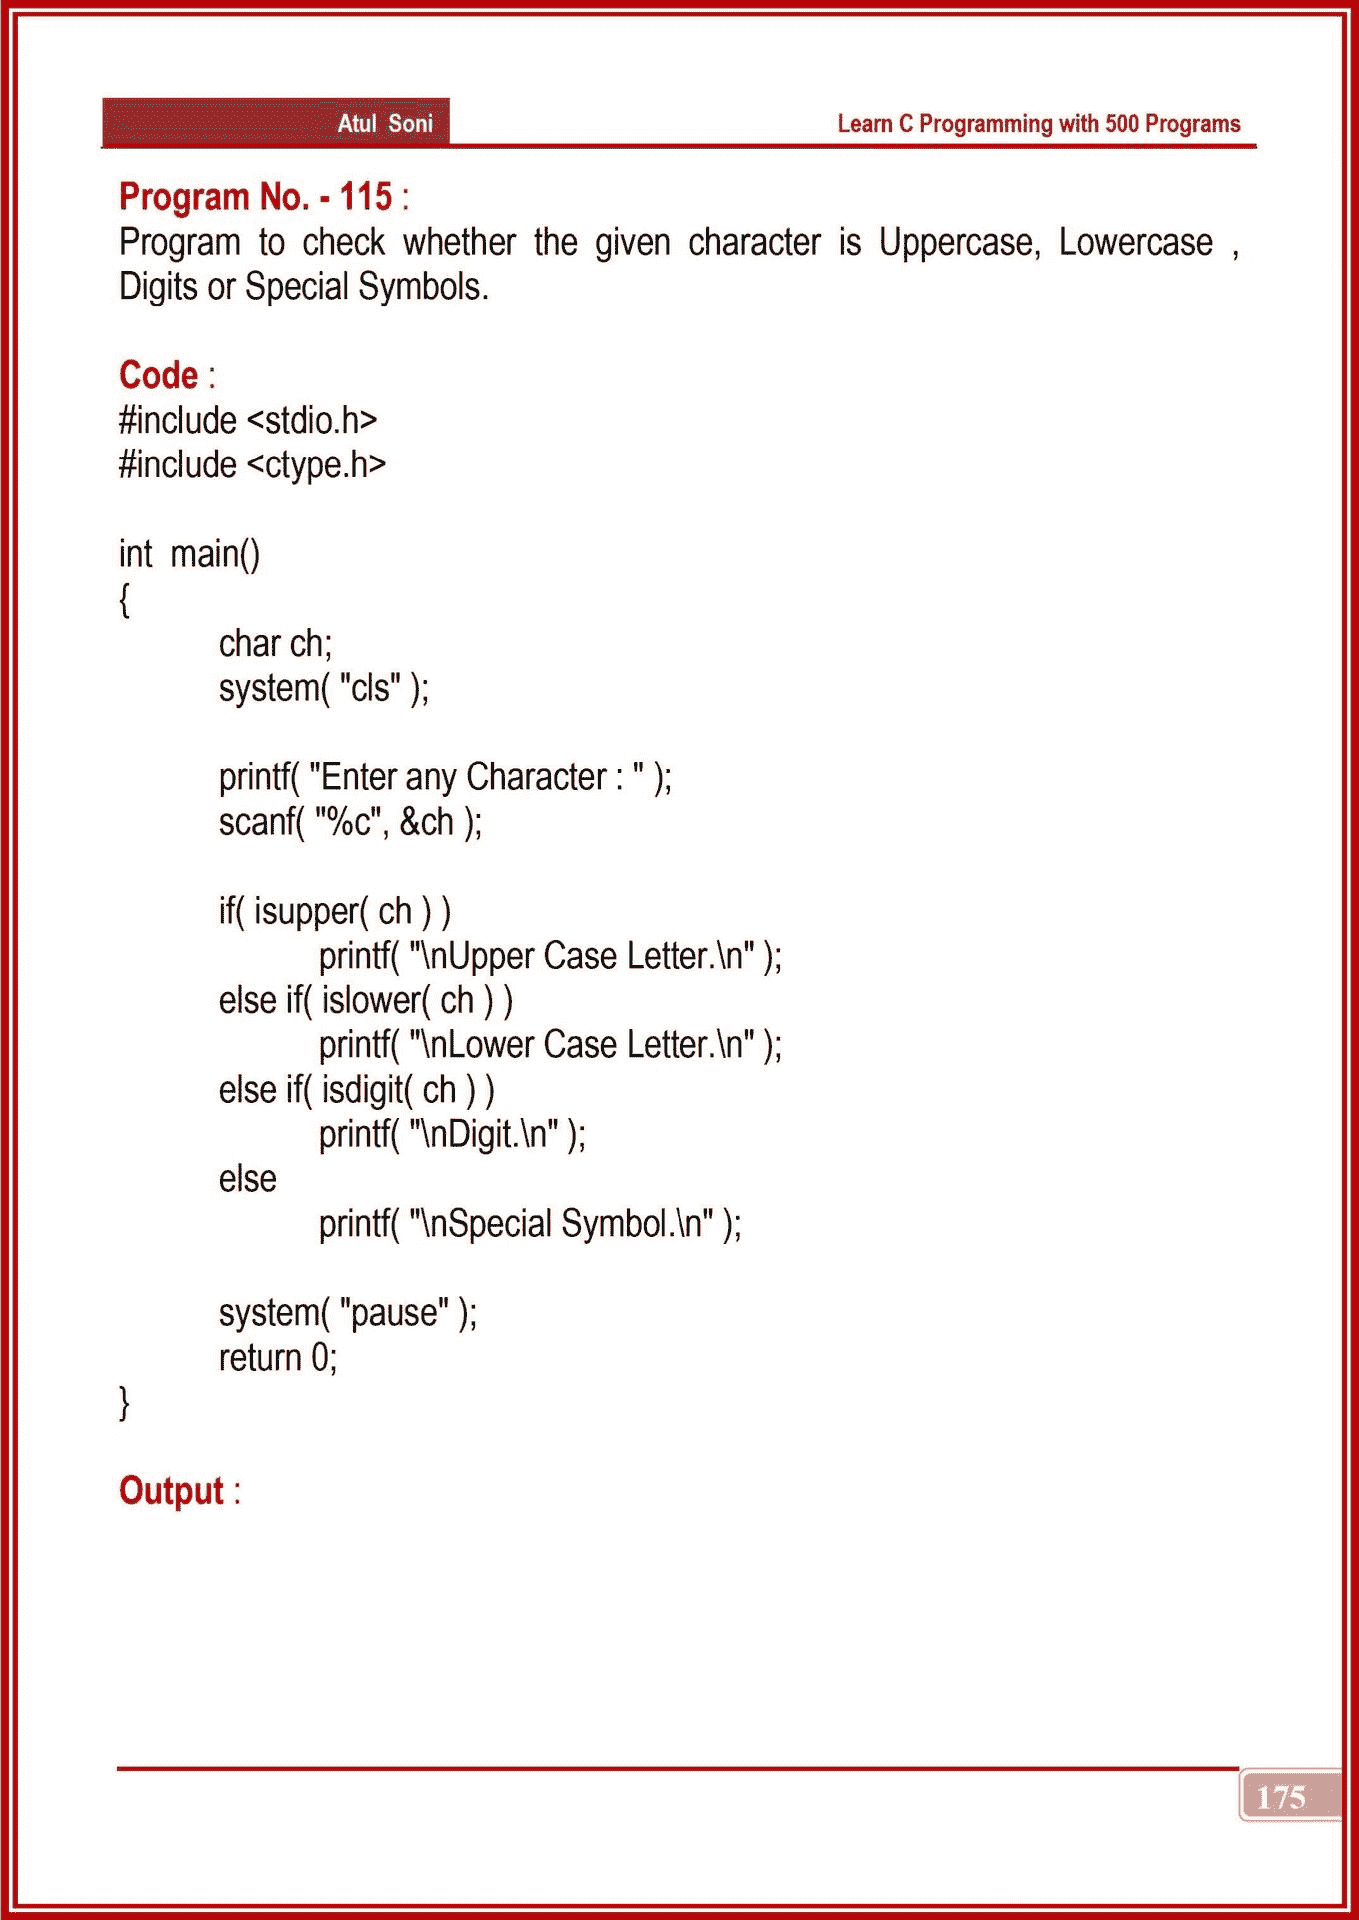 Atul Soni
Learn C Programming with 500 Programs
Program No. - 115 :
Program to check whether the given character is Uppercase, Lowercase ,
Digits or Special Symbols.
Code :
#include <stdio.h>
#include <ctype.h>
int main()
{
char ch;
system( "cls" );
printf( "Enter any Character : " );
scanf( "%c", &ch );
if( isupper( ch ) )
printf( "\nUpper Case Letter.\n" );
else if( islower( ch ) )
printf( "\nLower Case Letter.\n" );
else if( isdigit( ch ) )
printf( "\nDigit.\n" );
else
printf( "\nSpecial Symbol.\n" );
system( "pause" );
return 0;
}
Output :
175